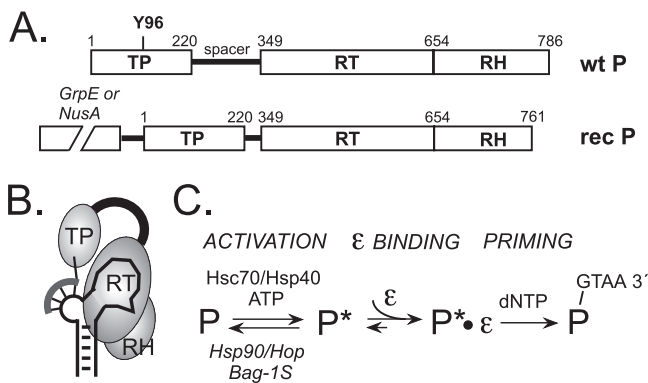 A.
Y96
1 220 spacer 349 654 786
TP RT RH wt P
GrpE or
NusA
1 220 349 654 761
TP RT RH rec P
B.
TP
RT
RH
C.
ACTIVATION ε BINDING PRIMING
Hsc70/Hsp40
ATP
Hsp90/Hop
Bag-1S
P P* ε P*• ε dNTP P
GTAA 3´